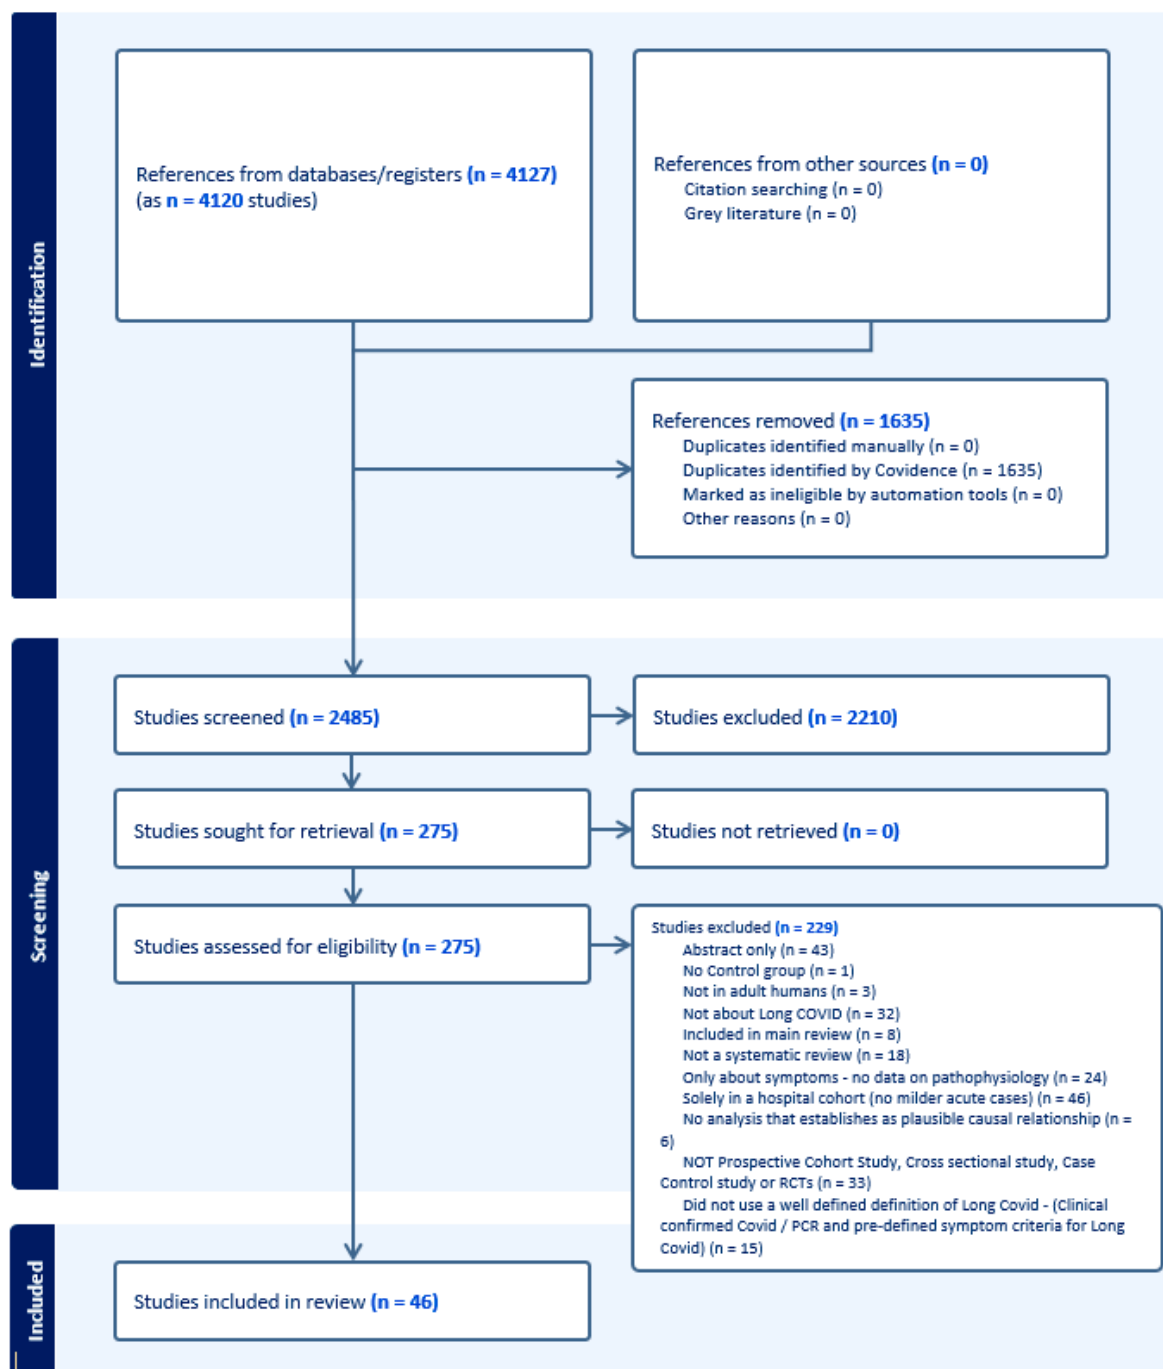 Identification
References from databases/registers (n = 4127)
(as n = 4120 studies)
References from other sources (n = 0)
Citation searching (n = 0)
Grey literature (n = 0)
References removed (n = 1635)
Duplicates identified manually (n = 0)
Duplicates identified by Covidence (n = 1635)
Marked as ineligible by automation tools (n = 0)
Other reasons (n = 0)
Screening
Studies screened (n = 2485)
Studies excluded (n = 2210)
Studies sought for retrieval (n = 275)
Studies not retrieved (n = 0)
Studies assessed for eligibility (n = 275)
Studies excluded (n = 229)
Abstract only (n = 43)
No Control group (n = 1)
Not in adult humans (n = 3)
Not about Long COVID (n = 32)
Included in main review (n = 8)
Not a systematic review (n = 18)
Only about symptoms - no data on pathophysiology (n = 24)
Solely in a hospital cohort (no milder acute cases) (n = 46)
No analysis that establishes as plausible causal relationship (n =
6)
NOT Prospective Cohort Study, Cross sectional study, Case
Control study or RCTs (n = 33)
Did not use a well defined definition of Long Covid - (Clinical
confirmed Covid / PCR and pre-defined symptom criteria for Long
Covid) (n = 15)
Included
Studies included in review (n = 46)